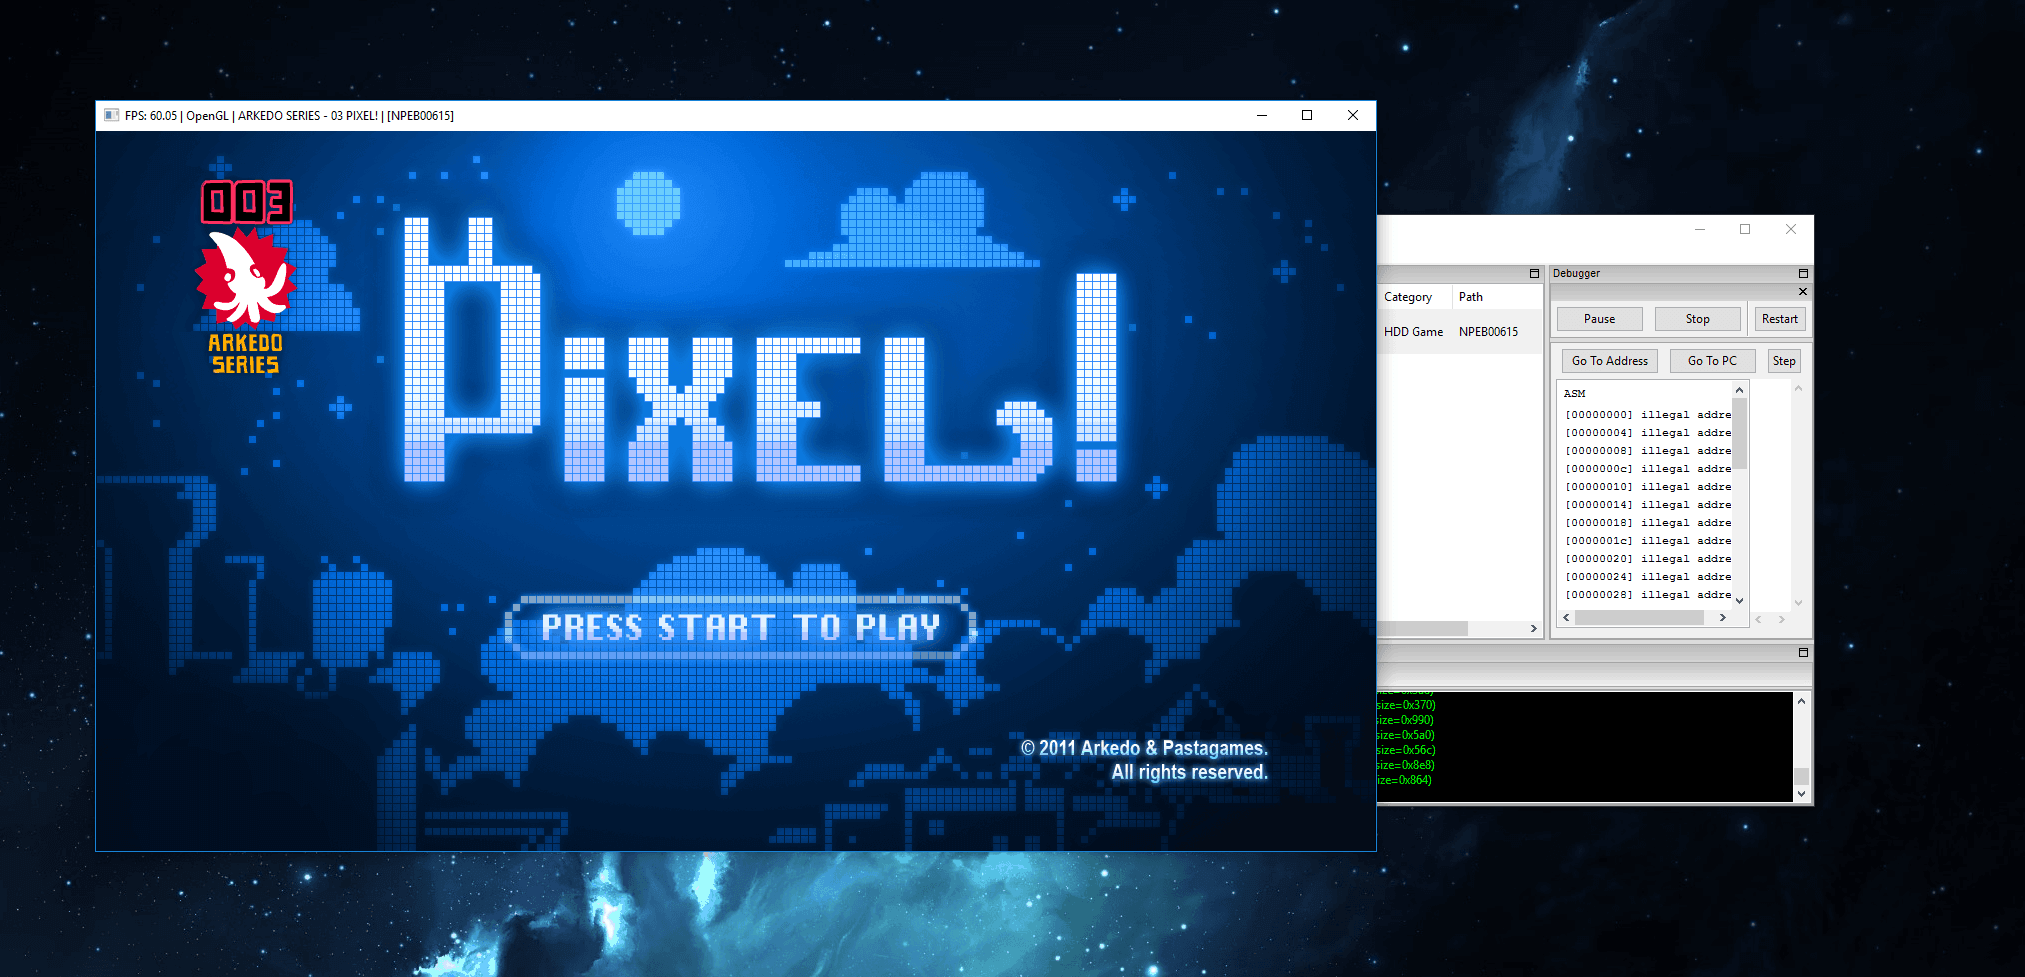 FPS: 60.05 | OpenGL | ARKEDO SERIES - 03 PIXEL! | [NPEB00615]
003
ARKEDO
SERIES
PiXEL!
PRESS START TO PLAY
© 2011 Arkedo & Pastagames.
All rights reserved.
Category Path
HDD Game NPEB00615
Debugger
Pause Stop Restart
Go To Address Go To PC Step
ASM
[00000000] illegal addre
[00000004] illegal addre
[00000008] illegal addre
[0000000c] illegal addre
[00000010] illegal addre
[00000014] illegal addre
[00000018] illegal addre
[0000001c] illegal addre
[00000020] illegal addre
[00000024] illegal addre
[00000028] illegal addre
size=0x370)
size=0x990)
size=0x5a0)
size=0x56c)
size=0x8e8)
ize=0x864)